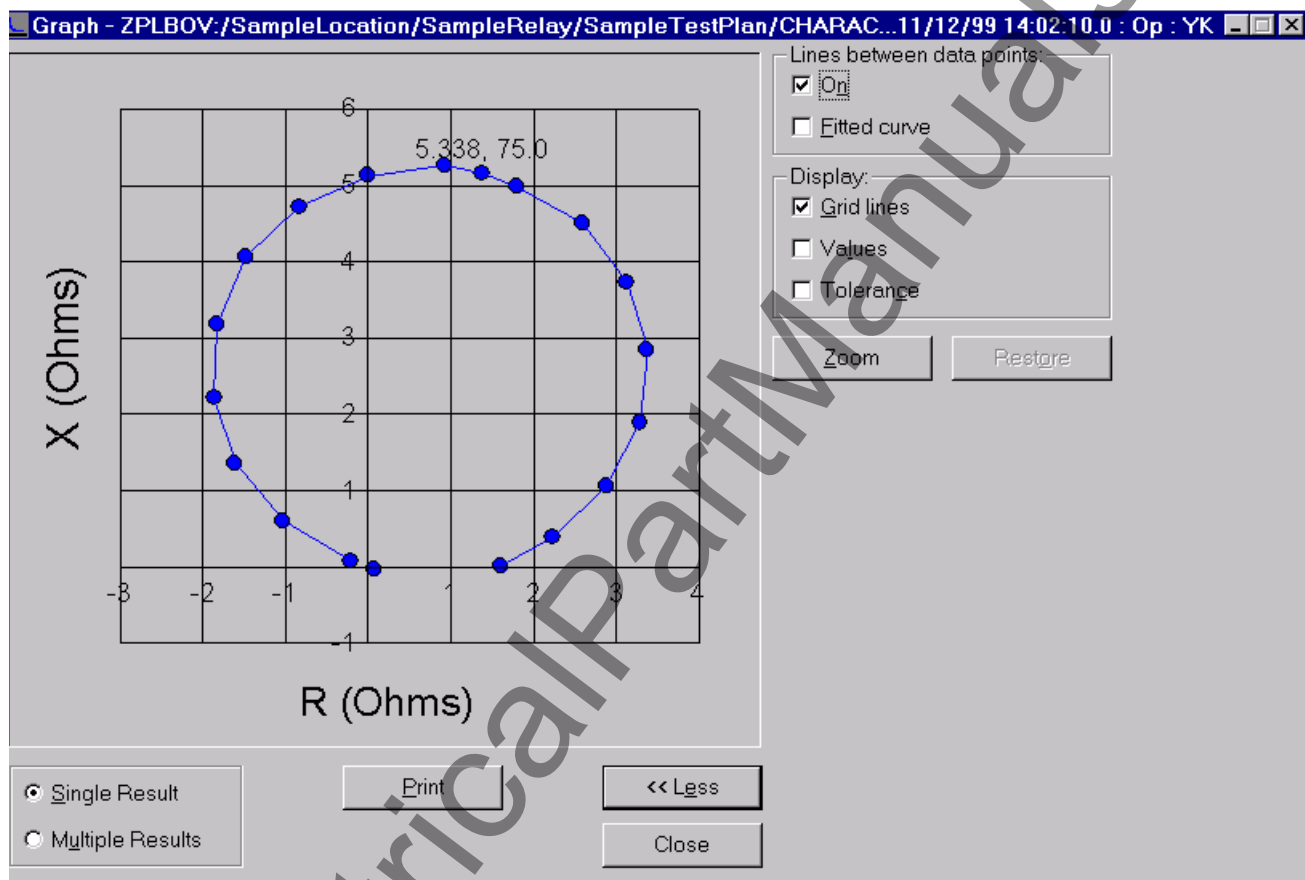 Graph - ZPLBOV:/SampleLocation/SampleRelay/SampleTestPlan/CHARAC...11/12/99 14:02:10.0 : Op : YK
Lines between data points:
On
Fitted curve
Display:
Grid lines
Values
Tolerance
Zoom
Restore
6
5.338, 75.0
5
4
3
2
1
-3 -2 -1 1 2 3 4
-1
X (Ohms)
R (Ohms)
Single Result
Multiple Results
Print
<< Less
Close
ctricalPartManuals